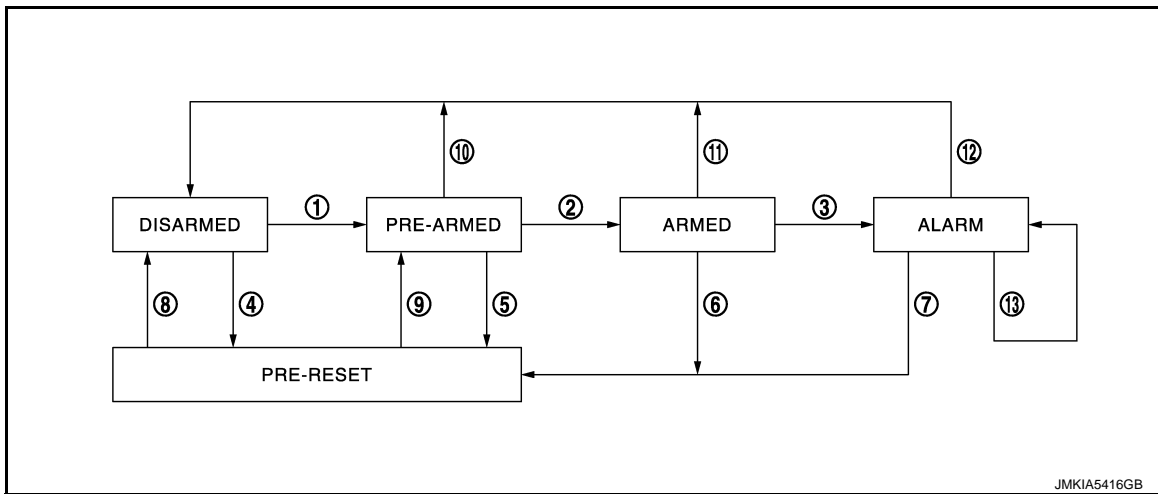 ⑩ ⑪ ⑫
DISARMED ① PRE-ARMED ② ARMED ③ ALARM
⑧ ④ ⑨ ⑤ ⑥ ⑦ ⑬
PRE-RESET
JMKIA5416GB